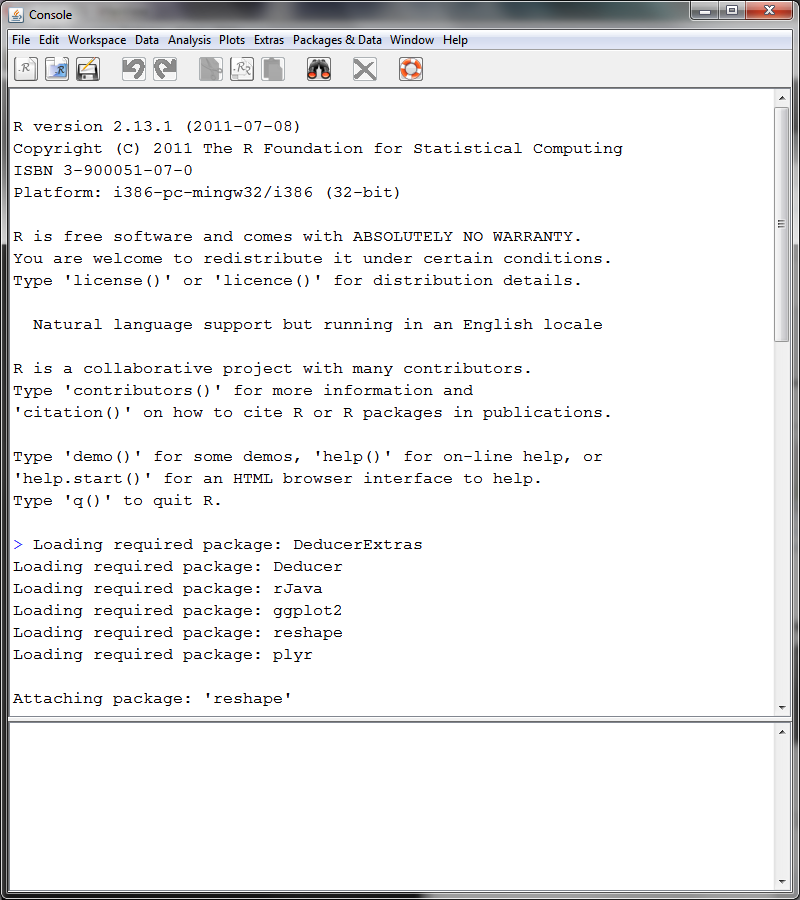 Console
File Edit Workspace Data Analysis Plots Extras Packages & Data Window Help
R version 2.13.1 (2011-07-08)
Copyright (C) 2011 The R Foundation for Statistical Computing
ISBN 3-900051-07-0
Platform: i386-pc-mingw32/i386 (32-bit)
R is free software and comes with ABSOLUTELY NO WARRANTY.
You are welcome to redistribute it under certain conditions.
Type 'license()' or 'licence()' for distribution details.
Natural language support but running in an English locale
R is a collaborative project with many contributors.
Type 'contributors()' for more information and
'citation()' on how to cite R or R packages in publications.
Type 'demo()' for some demos, 'help()' for on-line help, or
'help.start()' for an HTML browser interface to help.
Type 'q()' to quit R.
> Loading required package: DeducerExtras
Loading required package: Deducer
Loading required package: rJava
Loading required package: ggplot2
Loading required package: reshape
Loading required package: plyr
Attaching package: 'reshape'